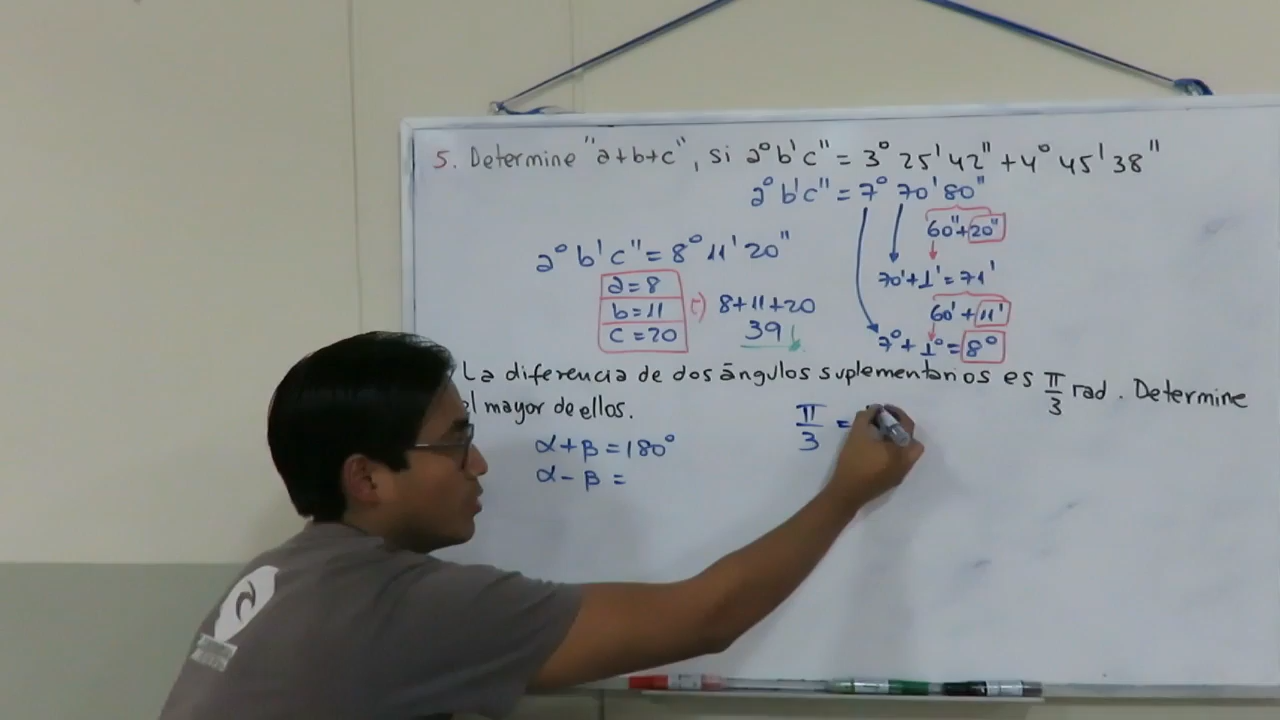 5. Determine "a+b+c", si a° b' c" = 3° 25' 42" + 4° 45' 38"
a° b' c" = 7° 70' 80"
60"+20"
a° b' c" = 8° 11' 20"
70'+1'=71'
a=8
b=11
c=20
r) 8+11+20
39
60'+11'
7°+1°=8°
La diferencia de dos ángulos suplementarios es π/3 rad. Determine
el mayor de ellos.
α+β=180°
α-β=
π/3 =